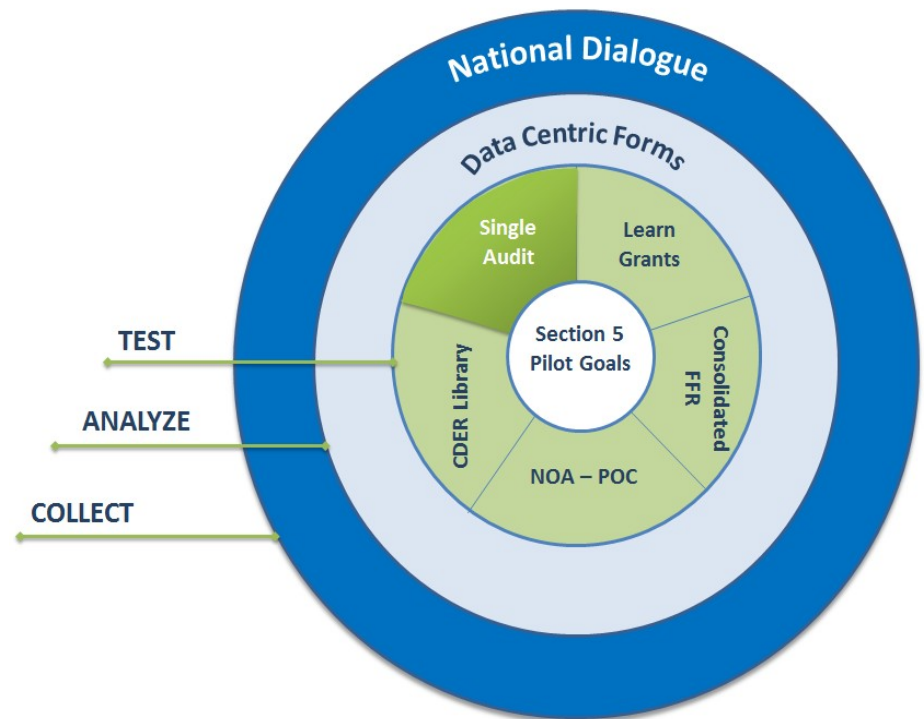 National Dialogue
Data Centric Forms
Single
Audit
Learn
Grants
Consolidated
FFR
NOA – POC
CDER Library
Section 5
Pilot Goals
TEST
ANALYZE
COLLECT